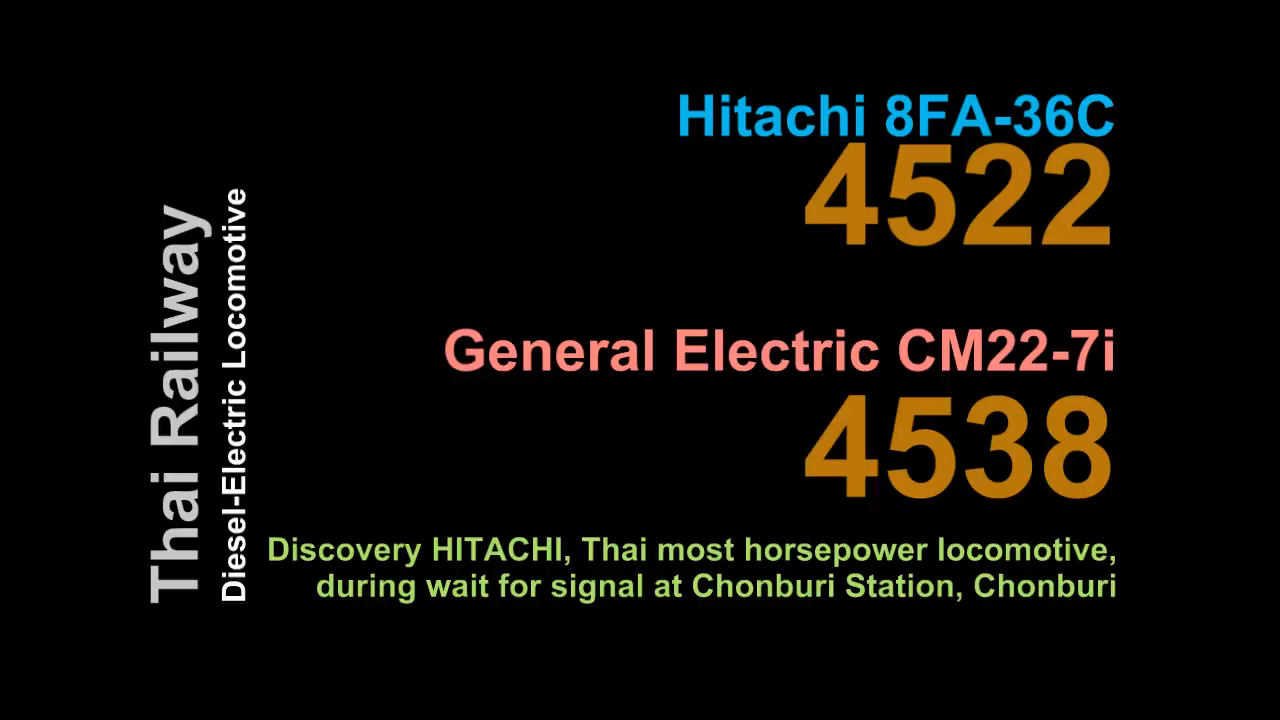 Thai Railway
Diesel-Electric Locomotive
Hitachi 8FA-36C
4522
General Electric CM22-7i
4538
Discovery HITACHI, Thai most horsepower locomotive,
during wait for signal at Chonburi Station, Chonburi